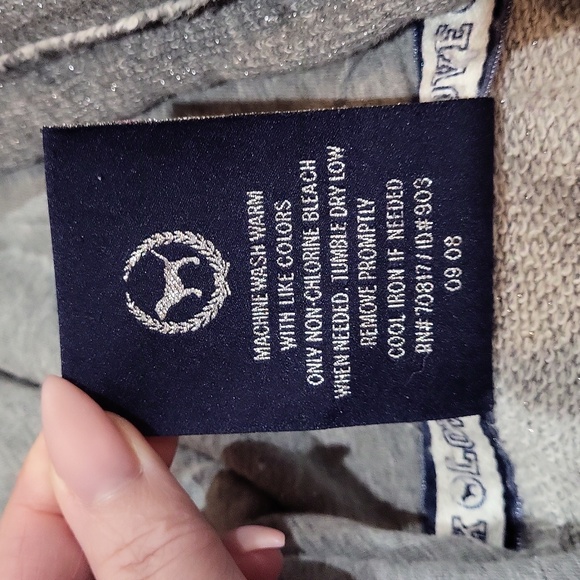 MACHINE WASH WARM
WITH LIKE COLORS
ONLY NON CHLORINE BLEACH
WHEN NEEDED. TUMBLE DRY LOW
REMOVE PROMPTLY
COOL IRON IF NEEDED
RN# 70817 / ID# 903
09 08